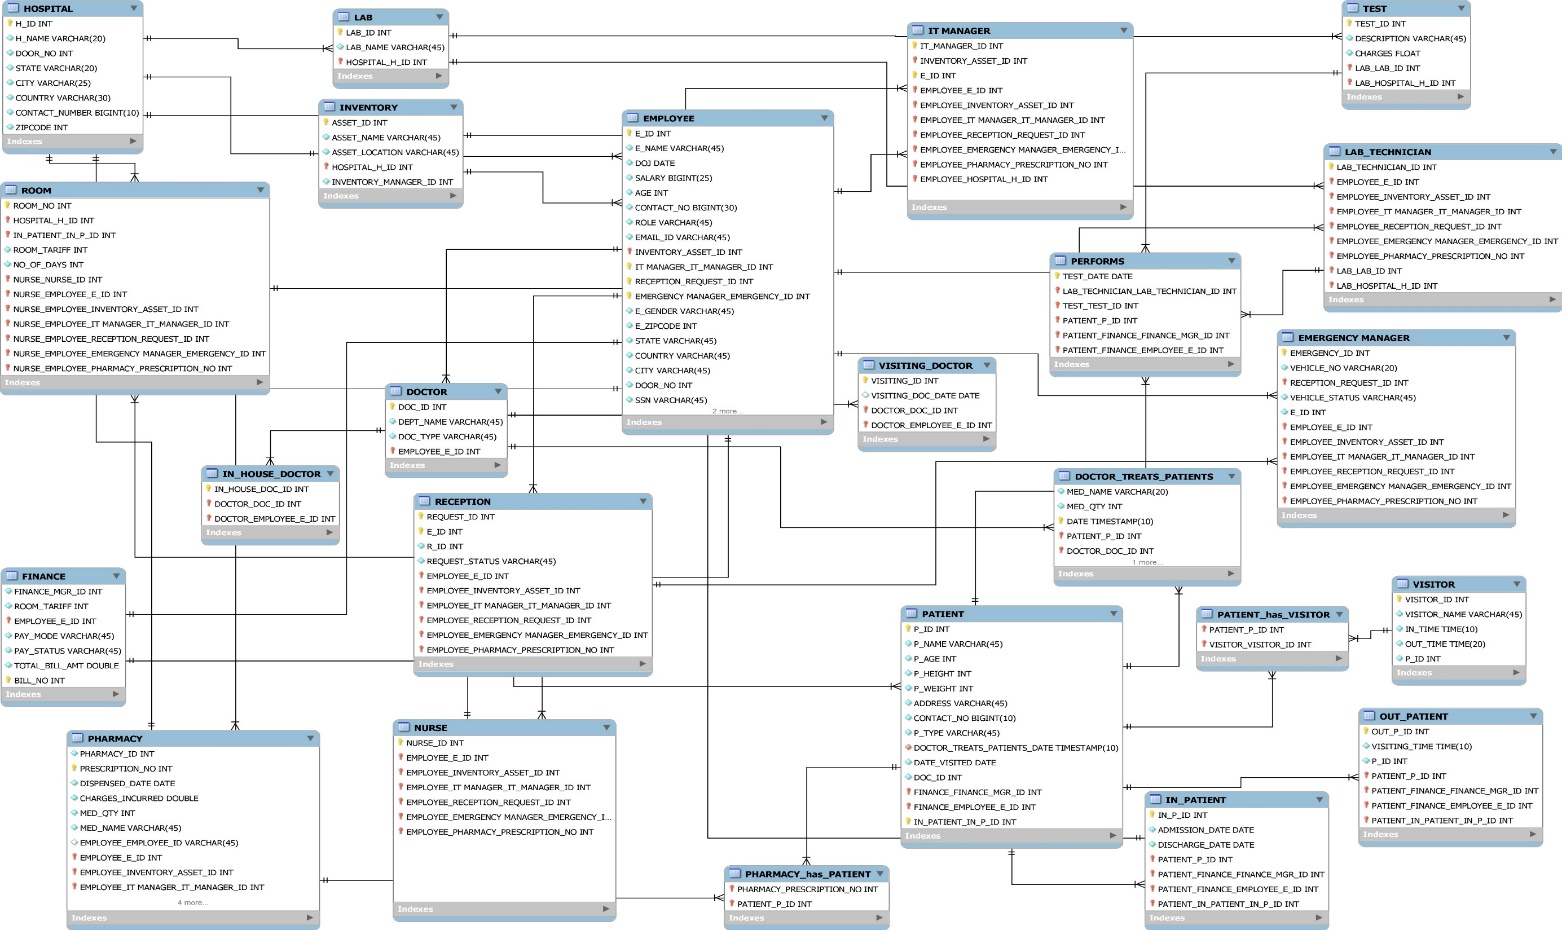 HOSPITAL
H_ID INT
H_NAME VARCHAR(20)
DOOR_NO INT
STATE VARCHAR(20)
CITY VARCHAR(25)
COUNTRY VARCHAR(30)
CONTACT_NUMBER BIGINT(10)
ZIPCODE INT
Indexes
LAB
LAB_ID INT
LAB_NAME VARCHAR(45)
HOSPITAL_H_ID INT
Indexes
INVENTORY
ASSET_ID INT
ASSET_NAME VARCHAR(45)
ASSET_LOCATION VARCHAR(45)
HOSPITAL_H_ID INT
INVENTORY_MANAGER_ID INT
Indexes
EMPLOYEE
E_ID INT
E_NAME VARCHAR(45)
DOJ DATE
SALARY BIGINT(25)
AGE INT
CONTACT_NO BIGINT(30)
ROLE VARCHAR(45)
EMAIL_ID VARCHAR(45)
INVENTORY_ASSET_ID INT
IT MANAGER_IT_MANAGER_ID INT
RECEPTION_REQUEST_ID INT
EMERGENCY MANAGER_EMERGENCY_ID INT
E_GENDER VARCHAR(45)
E_ZIPCODE INT
STATE VARCHAR(45)
COUNTRY VARCHAR(45)
CITY VARCHAR(45)
DOOR_NO INT
SSN VARCHAR(45)
2 more...
Indexes
IT MANAGER
IT_MANAGER_ID INT
INVENTORY_ASSET_ID INT
E_ID INT
EMPLOYEE_E_ID INT
EMPLOYEE_INVENTORY_ASSET_ID INT
EMPLOYEE_IT MANAGER_IT_MANAGER_ID INT
EMPLOYEE_RECEPTION_REQUEST_ID INT
EMPLOYEE_EMERGENCY MANAGER_EMERGENCY_I...
EMPLOYEE_PHARMACY_PRESCRIPTION_NO INT
EMPLOYEE_HOSPITAL_H_ID INT
Indexes
TEST
TEST_ID INT
DESCRIPTION VARCHAR(45)
CHARGES FLOAT
LAB_LAB_ID INT
LAB_HOSPITAL_H_ID INT
Indexes
LAB_TECHNICIAN
LAB_TECHNICIAN_ID INT
EMPLOYEE_E_ID INT
EMPLOYEE_INVENTORY_ASSET_ID INT
EMPLOYEE_IT MANAGER_IT_MANAGER_ID INT
EMPLOYEE_RECEPTION_REQUEST_ID INT
EMPLOYEE_EMERGENCY MANAGER_EMERGENCY_ID INT
EMPLOYEE_PHARMACY_PRESCRIPTION_NO INT
LAB_LAB_ID INT
LAB_HOSPITAL_H_ID INT
Indexes
ROOM
ROOM_NO INT
HOSPITAL_H_ID INT
IN_PATIENT_IN_P_ID INT
ROOM_TARIFF INT
NO_OF_DAYS INT
NURSE_NURSE_ID INT
NURSE_EMPLOYEE_E_ID INT
NURSE_EMPLOYEE_INVENTORY_ASSET_ID INT
NURSE_EMPLOYEE_IT MANAGER_IT_MANAGER_ID INT
NURSE_EMPLOYEE_RECEPTION_REQUEST_ID INT
NURSE_EMPLOYEE_EMERGENCY MANAGER_EMERGENCY_ID INT
NURSE_EMPLOYEE_PHARMACY_PRESCRIPTION_NO INT
Indexes
PERFORMS
TEST_DATE DATE
LAB_TECHNICIAN_LAB_TECHNICIAN_ID INT
TEST_TEST_ID INT
PATIENT_P_ID INT
PATIENT_FINANCE_FINANCE_MGR_ID INT
PATIENT_FINANCE_EMPLOYEE_E_ID INT
Indexes
EMERGENCY MANAGER
EMERGENCY_ID INT
VEHICLE_NO VARCHAR(20)
RECEPTION_REQUEST_ID INT
VEHICLE_STATUS VARCHAR(45)
E_ID INT
EMPLOYEE_E_ID INT
EMPLOYEE_INVENTORY_ASSET_ID INT
EMPLOYEE_IT MANAGER_IT_MANAGER_ID INT
EMPLOYEE_RECEPTION_REQUEST_ID INT
EMPLOYEE_EMERGENCY MANAGER_EMERGENCY_ID INT
EMPLOYEE_PHARMACY_PRESCRIPTION_NO INT
Indexes
VISITING_DOCTOR
VISITING_ID INT
VISITING_DOC_DATE DATE
DOCTOR_DOC_ID INT
DOCTOR_EMPLOYEE_E_ID INT
Indexes
DOCTOR
DOC_ID INT
DEPT_NAME VARCHAR(45)
DOC_TYPE VARCHAR(45)
EMPLOYEE_E_ID INT
Indexes
IN_HOUSE_DOCTOR
IN_HOUSE_DOC_ID INT
DOCTOR_DOC_ID INT
DOCTOR_EMPLOYEE_E_ID INT
Indexes
RECEPTION
REQUEST_ID INT
E_ID INT
R_ID INT
REQUEST_STATUS VARCHAR(45)
EMPLOYEE_E_ID INT
EMPLOYEE_INVENTORY_ASSET_ID INT
EMPLOYEE_IT MANAGER_IT_MANAGER_ID INT
EMPLOYEE_RECEPTION_REQUEST_ID INT
EMPLOYEE_EMERGENCY MANAGER_EMERGENCY_ID INT
EMPLOYEE_PHARMACY_PRESCRIPTION_NO INT
Indexes
DOCTOR_TREATS_PATIENTS
MED_NAME VARCHAR(20)
MED_QTY INT
DATE TIMESTAMP(10)
PATIENT_P_ID INT
DOCTOR_DOC_ID INT
1 more...
Indexes
FINANCE
FINANCE_MGR_ID INT
ROOM_TARIFF INT
EMPLOYEE_E_ID INT
PAY_MODE VARCHAR(45)
PAY_STATUS VARCHAR(45)
TOTAL_BILL_AMT DOUBLE
BILL_NO INT
Indexes
PATIENT
P_ID INT
P_NAME VARCHAR(45)
P_AGE INT
P_HEIGHT INT
P_WEIGHT INT
ADDRESS VARCHAR(45)
CONTACT_NO BIGINT(10)
P_TYPE VARCHAR(45)
DOCTOR_TREATS_PATIENTS_DATE TIMESTAMP(10)
DATE_VISITED DATE
DOC_ID INT
FINANCE_FINANCE_MGR_ID INT
FINANCE_EMPLOYEE_E_ID INT
IN_PATIENT_IN_P_ID INT
Indexes
PATIENT_has_VISITOR
PATIENT_P_ID INT
VISITOR_VISITOR_ID INT
Indexes
VISITOR
VISITOR_ID INT
VISITOR_NAME VARCHAR(45)
IN_TIME TIME(10)
OUT_TIME TIME(20)
P_ID INT
Indexes
PHARMACY
PHARMACY_ID INT
PRESCRIPTION_NO INT
DISPENSED_DATE DATE
CHARGES_INCURRED DOUBLE
MED_QTY INT
MED_NAME VARCHAR(45)
EMPLOYEE_EMPLOYEE_ID VARCHAR(45)
EMPLOYEE_E_ID INT
EMPLOYEE_INVENTORY_ASSET_ID INT
EMPLOYEE_IT MANAGER_IT_MANAGER_ID INT
4 more...
Indexes
NURSE
NURSE_ID INT
EMPLOYEE_E_ID INT
EMPLOYEE_INVENTORY_ASSET_ID INT
EMPLOYEE_IT MANAGER_IT_MANAGER_ID INT
EMPLOYEE_RECEPTION_REQUEST_ID INT
EMPLOYEE_EMERGENCY MANAGER_EMERGENCY_I...
EMPLOYEE_PHARMACY_PRESCRIPTION_NO INT
Indexes
PHARMACY_has_PATIENT
PHARMACY_PRESCRIPTION_NO INT
PATIENT_P_ID INT
Indexes
OUT_PATIENT
OUT_P_ID INT
VISITING_TIME TIME(10)
P_ID INT
PATIENT_P_ID INT
PATIENT_FINANCE_FINANCE_MGR_ID INT
PATIENT_FINANCE_EMPLOYEE_E_ID INT
PATIENT_IN_PATIENT_IN_P_ID INT
Indexes
IN_PATIENT
IN_P_ID INT
ADMISSION_DATE DATE
DISCHARGE_DATE DATE
PATIENT_P_ID INT
PATIENT_FINANCE_FINANCE_MGR_ID INT
PATIENT_FINANCE_EMPLOYEE_E_ID INT
PATIENT_IN_PATIENT_IN_P_ID INT
Indexes